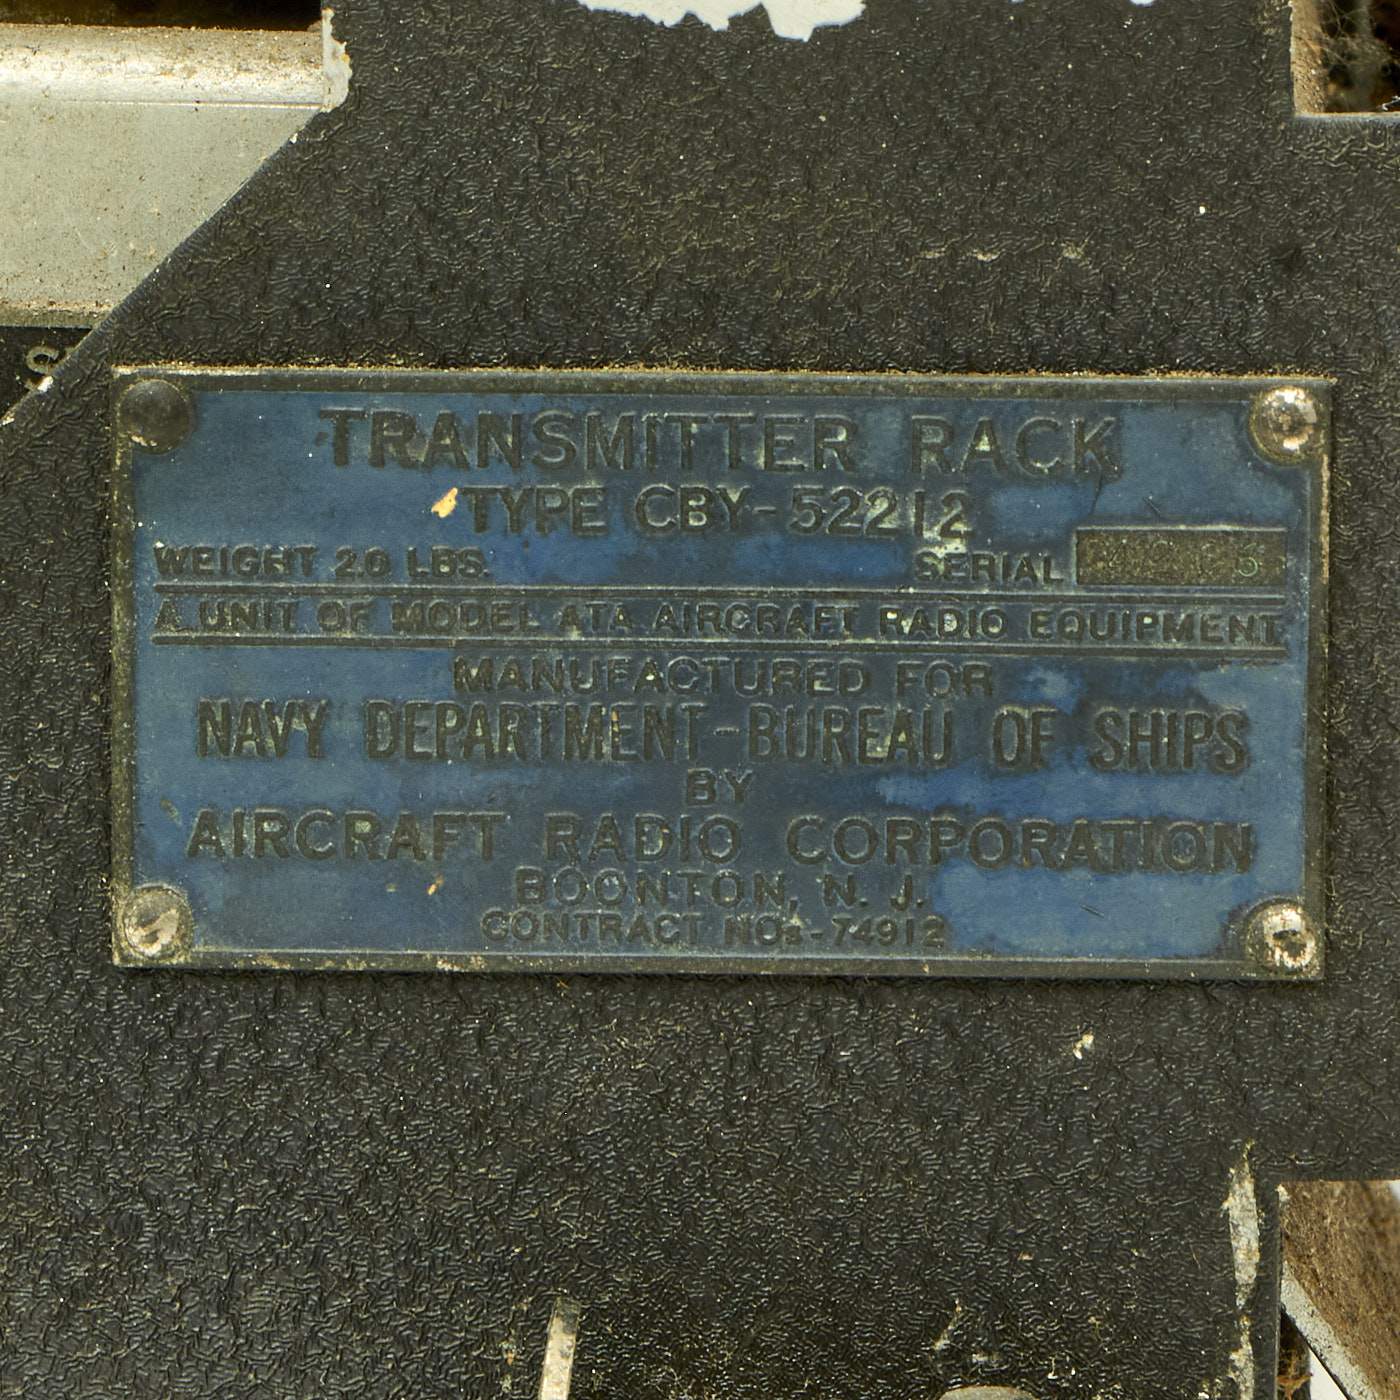 TRANSMITTER RACK
TYPE CBY-52212
WEIGHT 2.0 LBS. SERIAL
A UNIT OF MODEL ATA AIRCRAFT RADIO EQUIPMENT
MANUFACTURED FOR
NAVY DEPARTMENT-BUREAU OF SHIPS
BY
AIRCRAFT RADIO CORPORATION
BOONTON, N. J.
CONTRACT NOs-74912